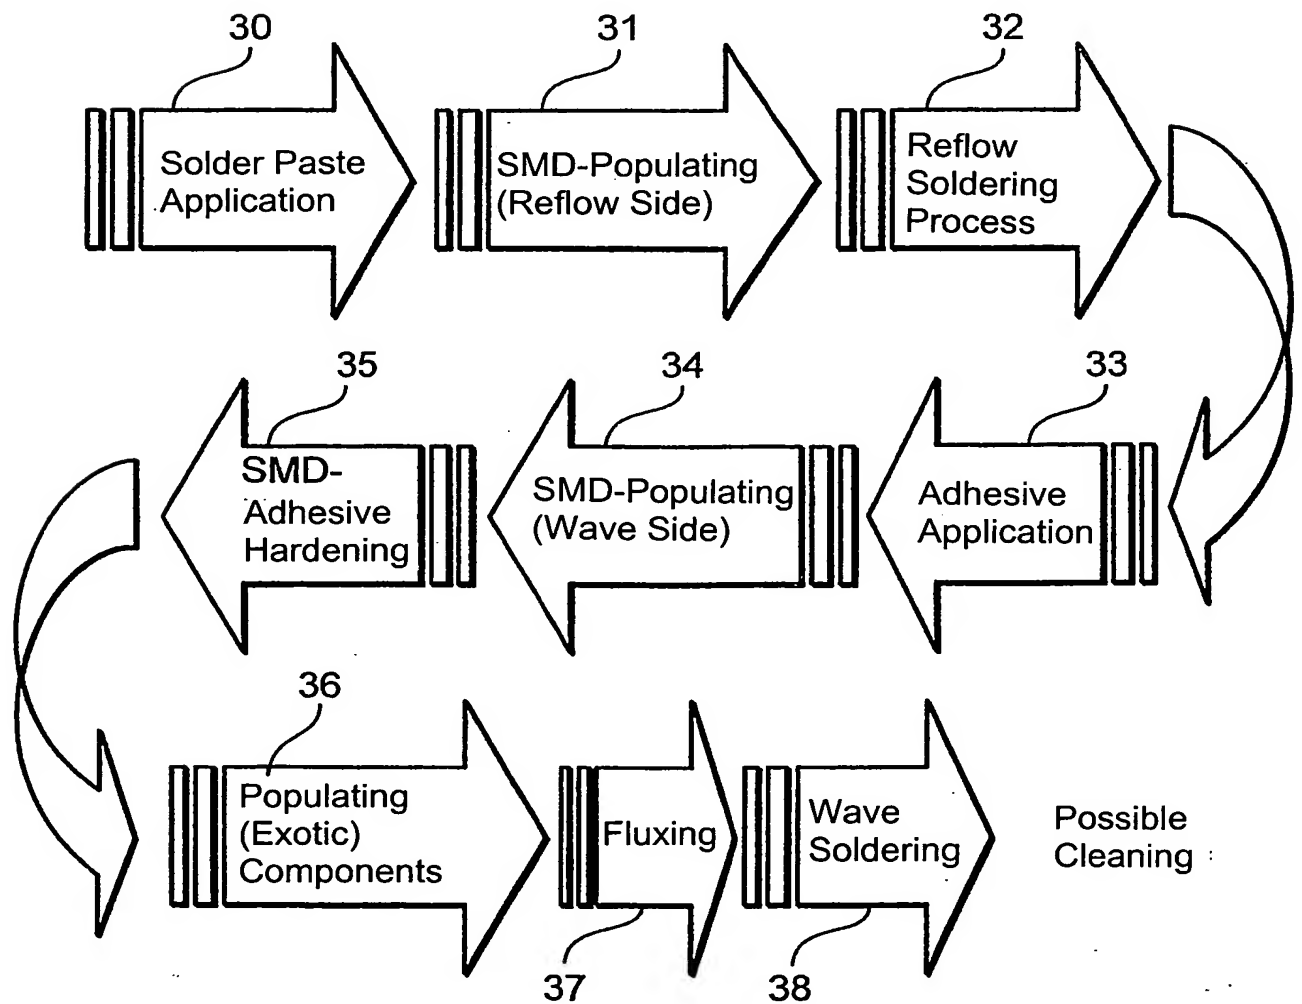 30
31
32
Solder Paste
Application
SMD-Populating
(Reflow Side)
Reflow
Soldering
Process
35
34
33
SMD-
Adhesive
Hardening
SMD-Populating
(Wave Side)
Adhesive
Application
36
Populating
(Exotic)
Components
Fluxing
Wave
Soldering
Possible
Cleaning
37
38